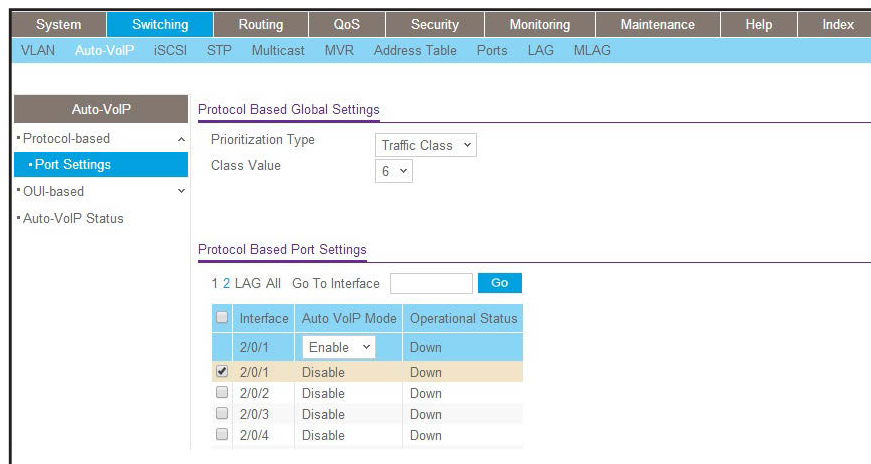 System Switching Routing QoS Security Monitoring Maintenance Help Index
VLAN Auto-VoIP iSCSI STP Multicast MVR Address Table Ports LAG MLAG
Auto-VoIP
Protocol-based
Port Settings
OUI-based
Auto-VoIP Status
Protocol Based Global Settings
Prioritization Type Traffic Class
Class Value 6
Protocol Based Port Settings
1 2 LAG All Go To Interface Go
Interface Auto VoIP Mode Operational Status
2/0/1 Enable Down
2/0/1 Disable Down
2/0/2 Disable Down
2/0/3 Disable Down
2/0/4 Disable Down